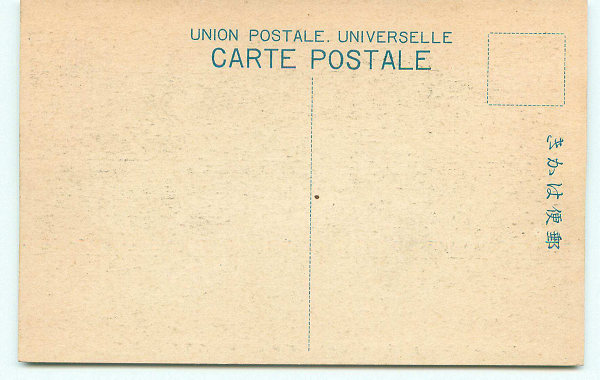 UNION POSTALE. UNIVERSELLE
CARTE POSTALE
郵便はかき